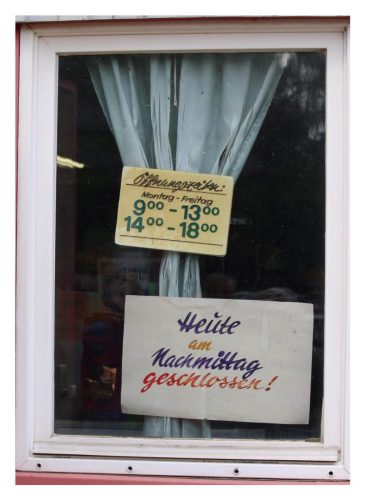 Öffnungszeiten:
Montag - Freitag
9⁰⁰ - 13⁰⁰
14⁰⁰ - 18⁰⁰
Heute
am
Nachmittag
geschlossen!